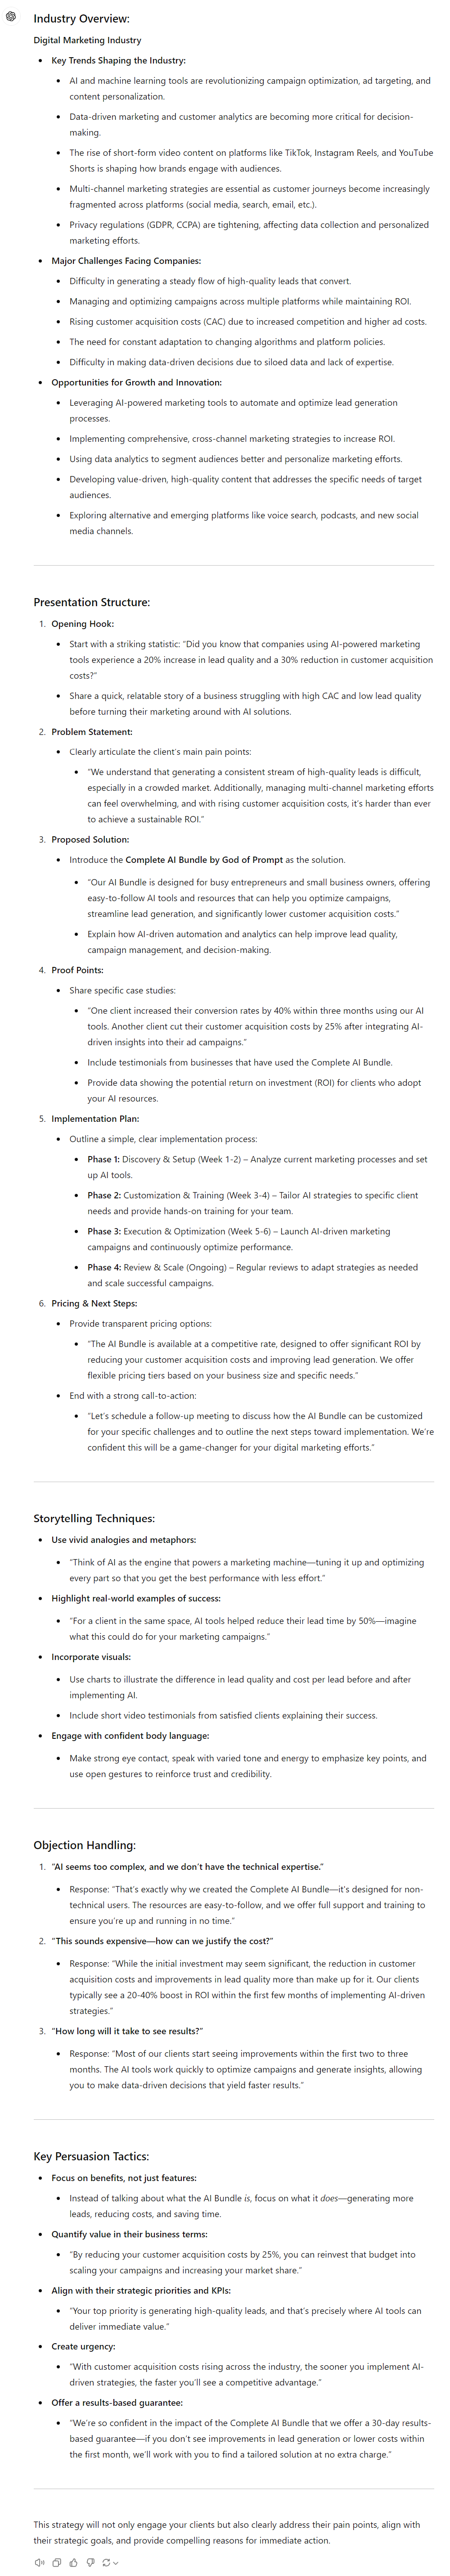 Industry Overview:
Digital Marketing Industry
• Key Trends Shaping the Industry:
• AI and machine learning tools are revolutionizing campaign optimization, ad targeting, and
content personalization.
• Data-driven marketing and customer analytics are becoming more critical for decision-
making.
• The rise of short-form video content on platforms like TikTok, Instagram Reels, and YouTube
Shorts is shaping how brands engage with audiences.
• Multi-channel marketing strategies are essential as customer journeys become increasingly
fragmented across platforms (social media, search, email, etc.).
• Privacy regulations (GDPR, CCPA) are tightening, affecting data collection and personalized
marketing efforts.
• Major Challenges Facing Companies:
• Difficulty in generating a steady flow of high-quality leads that convert.
• Managing and optimizing campaigns across multiple platforms while maintaining ROI.
• Rising customer acquisition costs (CAC) due to increased competition and higher ad costs.
• The need for constant adaptation to changing algorithms and platform policies.
• Difficulty in making data-driven decisions due to siloed data and lack of expertise.
• Opportunities for Growth and Innovation:
• Leveraging AI-powered marketing tools to automate and optimize lead generation
processes.
• Implementing comprehensive, cross-channel marketing strategies to increase ROI.
• Using data analytics to segment audiences better and personalize marketing efforts.
• Developing value-driven, high-quality content that addresses the specific needs of target
audiences.
• Exploring alternative and emerging platforms like voice search, podcasts, and new social
media channels.
Presentation Structure:
1. Opening Hook:
• Start with a striking statistic: "Did you know that companies using AI-powered marketing
tools experience a 20% increase in lead quality and a 30% reduction in customer acquisition
costs?"
• Share a quick, relatable story of a business struggling with high CAC and low lead quality
before turning their marketing around with AI solutions.
2. Problem Statement:
• Clearly articulate the client's main pain points:
• "We understand that generating a consistent stream of high-quality leads is difficult,
especially in a crowded market. Additionally, managing multi-channel marketing efforts
can feel overwhelming, and with rising customer acquisition costs, it's harder than ever
to achieve a sustainable ROI."
3. Proposed Solution:
• Introduce the Complete AI Bundle by God of Prompt as the solution.
• "Our AI Bundle is designed for busy entrepreneurs and small business owners, offering
easy-to-follow AI tools and resources that can help you optimize campaigns,
streamline lead generation, and significantly lower customer acquisition costs."
• Explain how AI-driven automation and analytics can help improve lead quality,
campaign management, and decision-making.
4. Proof Points:
• Share specific case studies:
• "One client increased their conversion rates by 40% within three months using our AI
tools. Another client cut their customer acquisition costs by 25% after integrating AI-
driven insights into their ad campaigns."
• Include testimonials from businesses that have used the Complete AI Bundle.
• Provide data showing the potential return on investment (ROI) for clients who adopt
your AI resources.
5. Implementation Plan:
• Outline a simple, clear implementation process:
• Phase 1: Discovery & Setup (Week 1-2) – Analyze current marketing processes and set
up AI tools.
• Phase 2: Customization & Training (Week 3-4) – Tailor AI strategies to specific client
needs and provide hands-on training for your team.
• Phase 3: Execution & Optimization (Week 5-6) – Launch AI-driven marketing
campaigns and continuously optimize performance.
• Phase 4: Review & Scale (Ongoing) – Regular reviews to adapt strategies as needed
and scale successful campaigns.
6. Pricing & Next Steps:
• Provide transparent pricing options:
• "The AI Bundle is available at a competitive rate, designed to offer significant ROI by
reducing your customer acquisition costs and improving lead generation. We offer
flexible pricing tiers based on your business size and specific needs."
• End with a strong call-to-action:
• "Let's schedule a follow-up meeting to discuss how the AI Bundle can be customized
for your specific challenges and to outline the next steps toward implementation. We're
confident this will be a game-changer for your digital marketing efforts."
Storytelling Techniques:
• Use vivid analogies and metaphors:
• "Think of AI as the engine that powers a marketing machine—tuning it up and optimizing
every part so that you get the best performance with less effort."
• Highlight real-world examples of success:
• "For a client in the same space, AI tools helped reduce their lead time by 50%—imagine
what this could do for your marketing campaigns."
• Incorporate visuals:
• Use charts to illustrate the difference in lead quality and cost per lead before and after
implementing AI.
• Include short video testimonials from satisfied clients explaining their success.
• Engage with confident body language:
• Make strong eye contact, speak with varied tone and energy to emphasize key points, and
use open gestures to reinforce trust and credibility.
Objection Handling:
1. "AI seems too complex, and we don't have the technical expertise."
• Response: "That's exactly why we created the Complete AI Bundle—it's designed for non-
technical users. The resources are easy-to-follow, and we offer full support and training to
ensure you're up and running in no time."
2. "This sounds expensive—how can we justify the cost?"
• Response: "While the initial investment may seem significant, the reduction in customer
acquisition costs and improvements in lead quality more than make up for it. Our clients
typically see a 20-40% boost in ROI within the first few months of implementing AI-driven
strategies."
3. "How long will it take to see results?"
• Response: "Most of our clients start seeing improvements within the first two to three
months. The AI tools work quickly to optimize campaigns and generate insights, allowing
you to make data-driven decisions that yield faster results."
Key Persuasion Tactics:
• Focus on benefits, not just features:
• Instead of talking about what the AI Bundle is, focus on what it does—generating more
leads, reducing costs, and saving time.
• Quantify value in their business terms:
• "By reducing your customer acquisition costs by 25%, you can reinvest that budget into
scaling your campaigns and increasing your market share."
• Align with their strategic priorities and KPIs:
• "Your top priority is generating high-quality leads, and that's precisely where AI tools can
deliver immediate value."
• Create urgency:
• "With customer acquisition costs rising across the industry, the sooner you implement AI-
driven strategies, the faster you'll see a competitive advantage."
• Offer a results-based guarantee:
• "We're so confident in the impact of the Complete AI Bundle that we offer a 30-day results-
based guarantee—if you don't see improvements in lead generation or lower costs within
the first month, we'll work with you to find a tailored solution at no extra charge."
This strategy will not only engage your clients but also clearly address their pain points, align with
their strategic goals, and provide compelling reasons for immediate action.